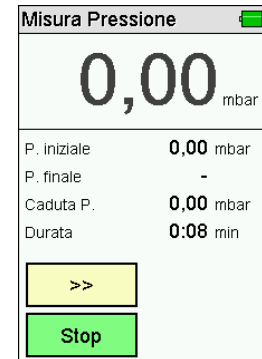 Misura Pressione
0,00 mbar
P. iniziale 0,00 mbar
P. finale -
Caduta P. 0,00 mbar
Durata 0:08 min
>>
Stop